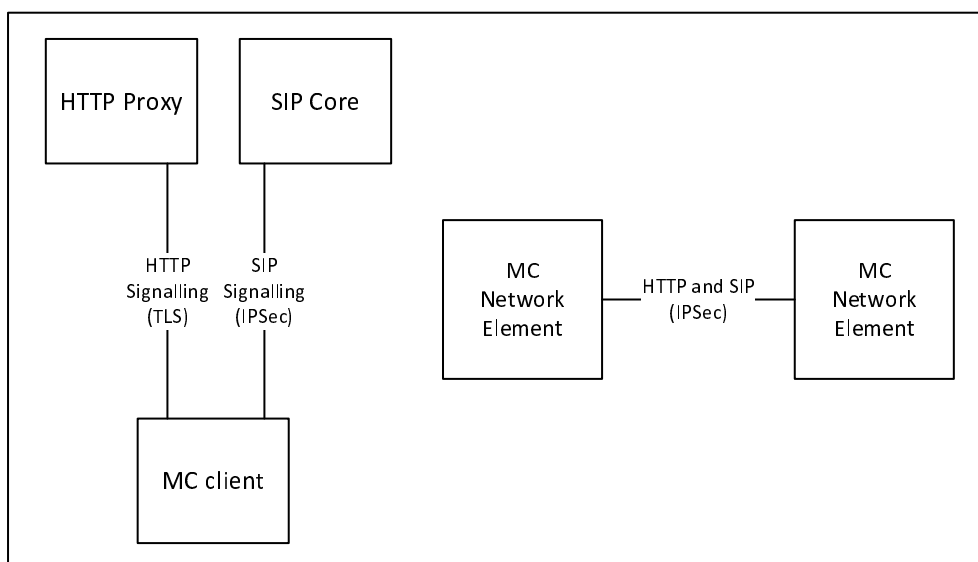 HTTP Proxy
SIP Core
HTTP
Signalling
(TLS)
SIP
Signalling
(IPSec)
MC client
MC
Network
Element
HTTP and SIP
(IPSec)
MC
Network
Element